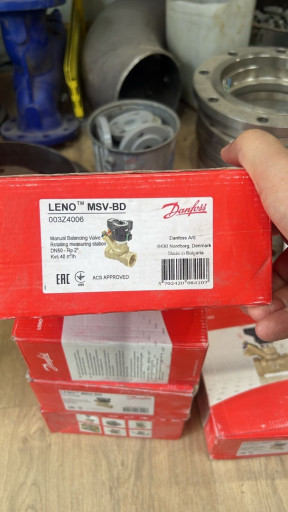 LENO™ MSV-BD
003Z4006
Danfoss
Manual Balancing Valve
Rotating measuring station
DN50 - Rp 2"
Kvs 40 m³/h
Danfoss A/S
6430 Nordborg, Denmark
Made in Bulgaria
EAC
ACS APPROVED
Danfoss